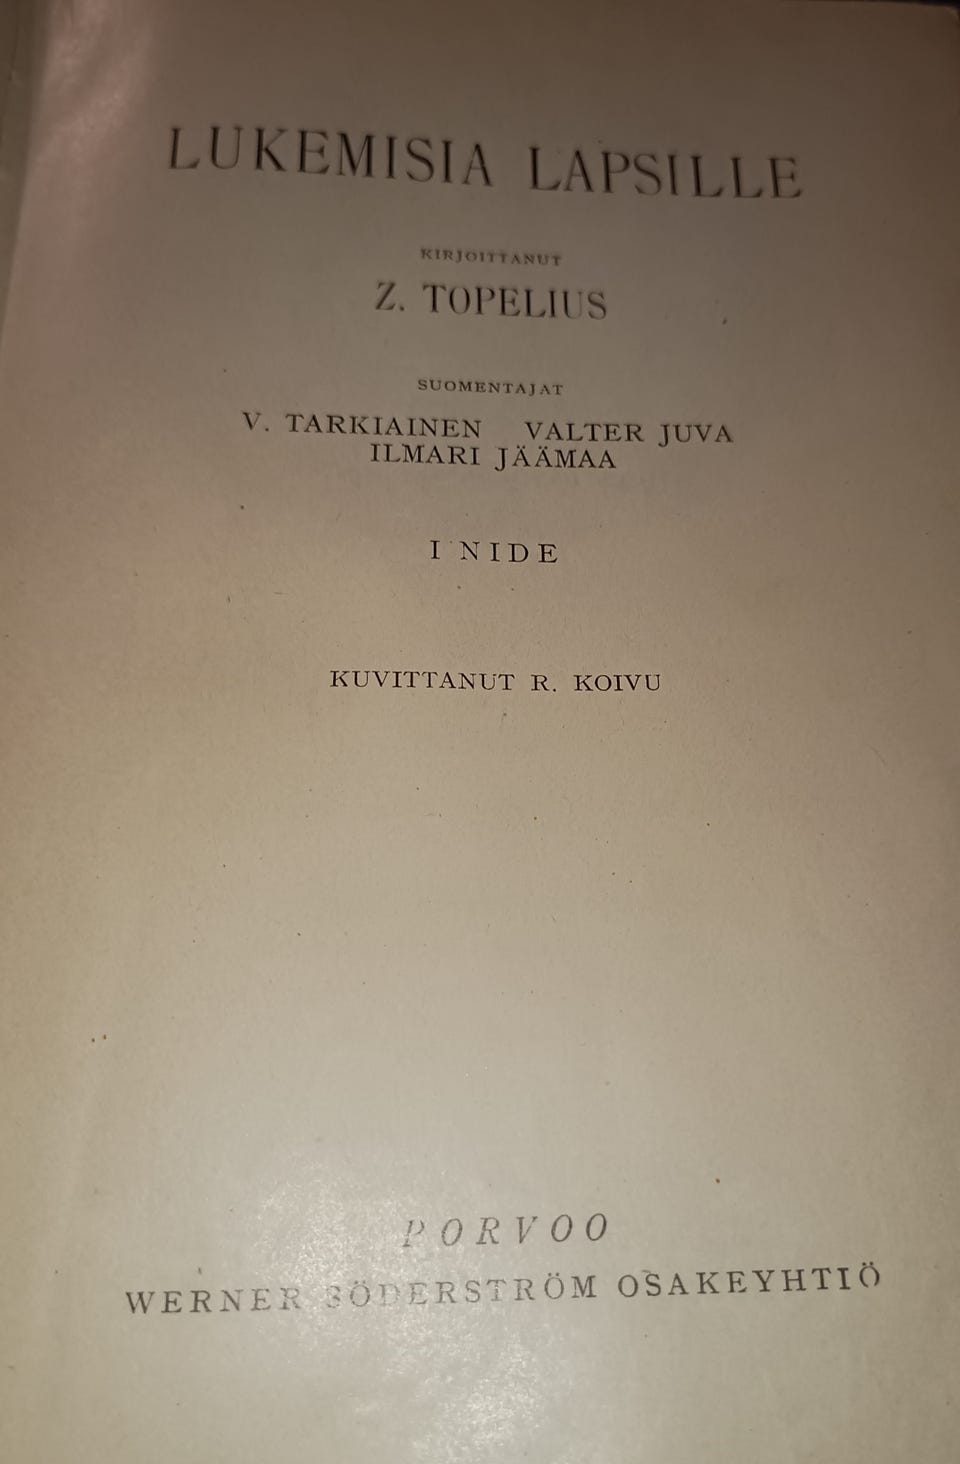 LUKEMISIA LAPSILLE
KIRJOITTANUT
Z. TOPELIUS
SUOMENTAJAT
V. TARKIAINEN VALTER JUVA
ILMARI JÄÄMAA
I NIDE
KUVITTANUT R. KOIVU
PORVOO
WERNER SÖDERSTRÖM OSAKEYHTIÖ